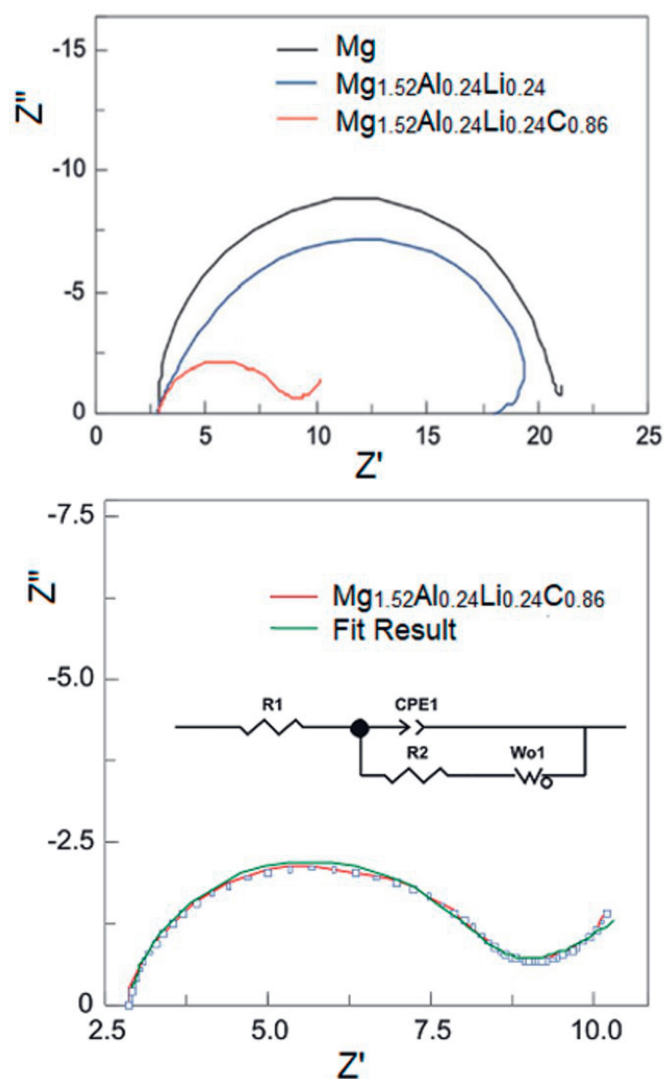 -15
Mg
Mg1.52Al0.24Li0.24
Mg1.52Al0.24Li0.24C0.86
Z''
-10
-5
0
0 5 10 15 20 25
Z'
-7.5
Z''
Mg1.52Al0.24Li0.24C0.86
Fit Result
-5.0
R1 CPE1
R2 Wo1
-2.5
0
2.5 5.0 7.5 10.0
Z'